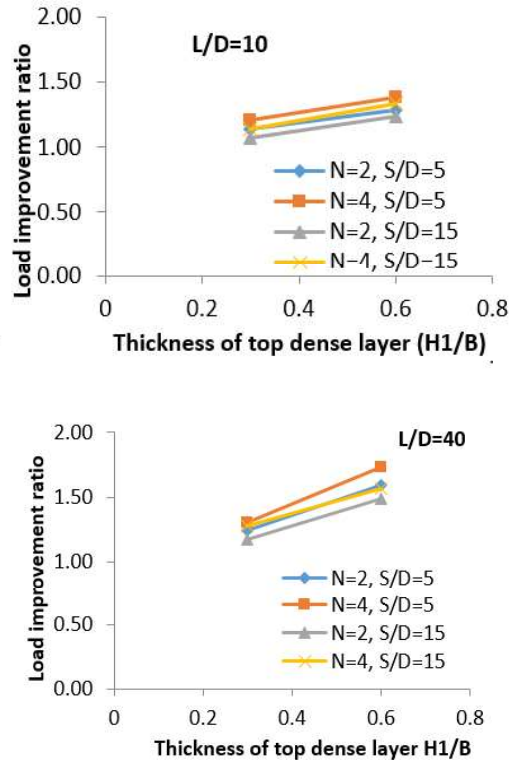 2.00
L/D=10
1.50
1.00
0.50
0.00
Load improvement ratio
N=2, S/D=5
N=4, S/D=5
N=2, S/D=15
N−4, S/D−15
0 0.2 0.4 0.6 0.8
Thickness of top dense layer (H1/B)
2.00
L/D=40
1.50
1.00
0.50
0.00
Load improvement ratio
N=2, S/D=5
N=4, S/D=5
N=2, S/D=15
N=4, S/D=15
0 0.2 0.4 0.6 0.8
Thickness of top dense layer H1/B